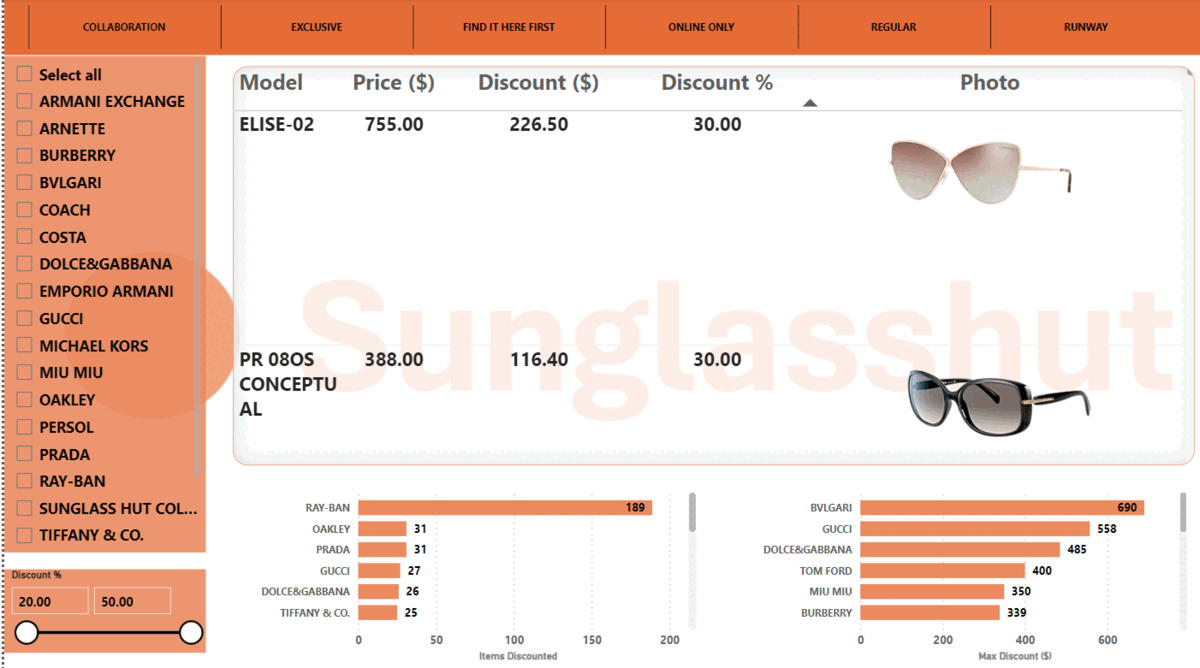 COLLABORATION EXCLUSIVE FIND IT HERE FIRST ONLINE ONLY REGULAR RUNWAY
Select all
ARMANI EXCHANGE
ARNETTE
BURBERRY
BVLGARI
COACH
COSTA
DOLCE&GABBANA
EMPORIO ARMANI
GUCCI
MICHAEL KORS
MIU MIU
OAKLEY
PERSOL
PRADA
RAY-BAN
SUNGLASS HUT COL...
TIFFANY & CO.
Discount %
20.00 50.00
Model Price ($) Discount ($) Discount % Photo
ELISE-02 755.00 226.50 30.00
Sunglasshut
PR 08OS 388.00 116.40 30.00
CONCEPTU
AL
RAY-BAN 189
OAKLEY 31
PRADA 31
GUCCI 27
DOLCE&GABBANA 26
TIFFANY & CO. 25
0 50 100 150 200
Items Discounted
BVLGARI 690
GUCCI 558
DOLCE&GABBANA 485
TOM FORD 400
MIU MIU 350
BURBERRY 339
0 200 400 600
Max Discount ($)